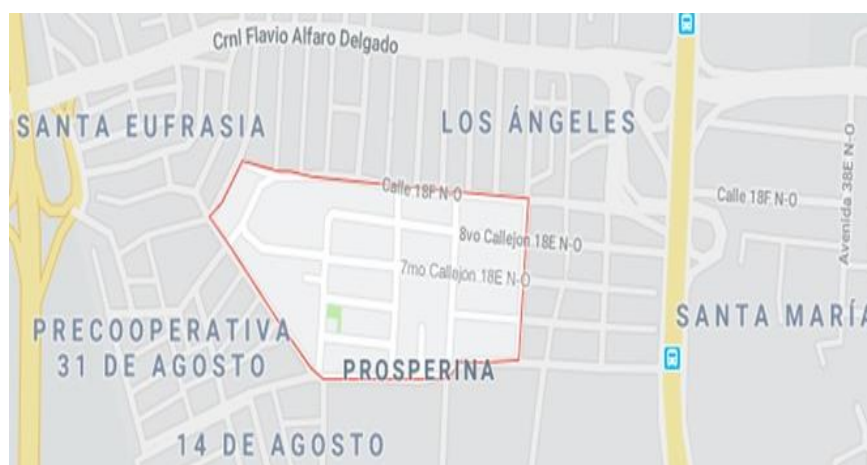 Crnl Flavio Alfaro Delgado
SANTA EUFRASIA
LOS ÁNGELES
Calle 18F N-O
Calle 18F N-O
Avenida 38E N-O
8vo Callejon 18E N-O
7mo Callejon 18E N-O
SANTA MARÍA
PRECOOPERATIVA
31 DE AGOSTO
PROSPERINA
14 DE AGOSTO